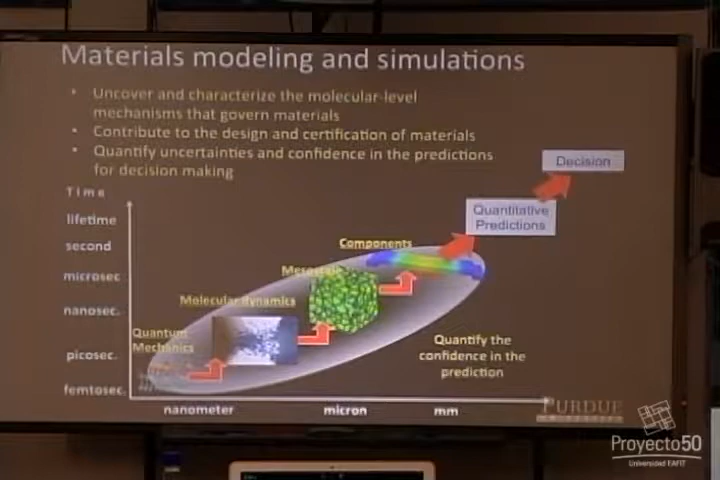 Materials modeling and simulations
• Uncover and characterize the molecular-level
mechanisms that govern materials
• Contribute to the design and certification of materials
• Quantify uncertainties and confidence in the predictions
for decision making
Decision
Quantitative
Predictions
Time
lifetime
second
microsec.
nanosec.
picosec.
femtosec.
Components
Molecular dynamics
Quantum
Mechanics
Quantify the
confidence in the
prediction
nanometer
micron
mm
PURDUE
UNIVERSITY
Proyecto50
Universidad EAFIT